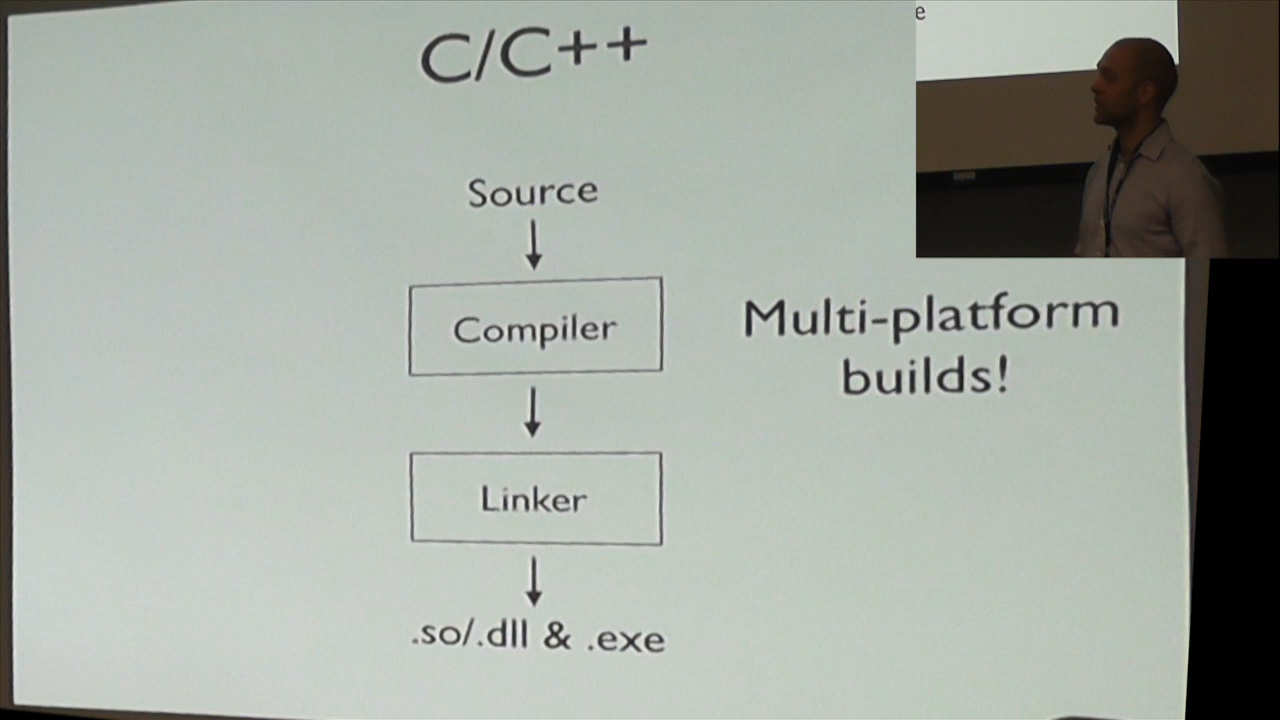 C/C++
e
Source
Compiler
Multi-platform
builds!
Linker
.so/.dll & .exe